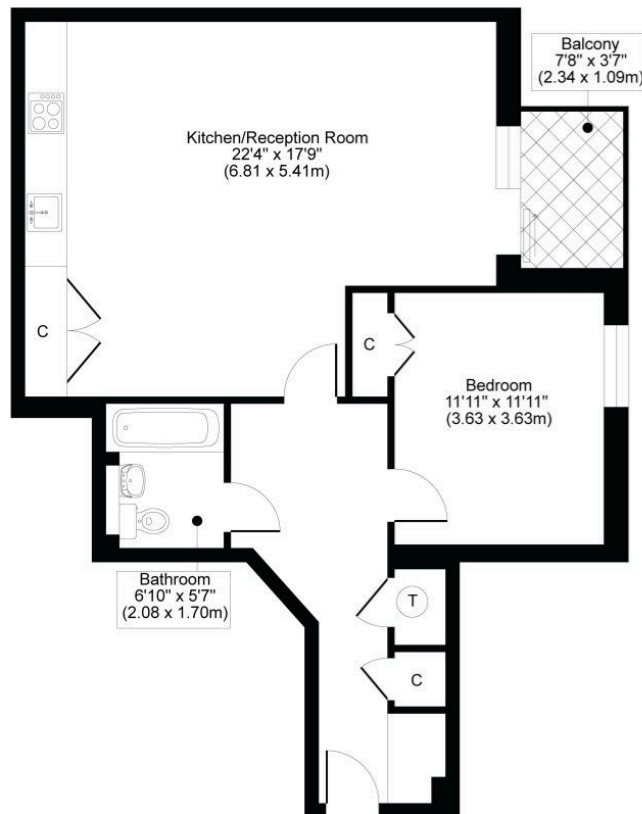 Balcony
7'8" x 3'7"
(2.34 x 1.09m)
Kitchen/Reception Room
22'4" x 17'9"
(6.81 x 5.41m)
C
C
Bedroom
11'11" x 11'11"
(3.63 x 3.63m)
Bathroom
6'10" x 5'7"
(2.08 x 1.70m)
T
C